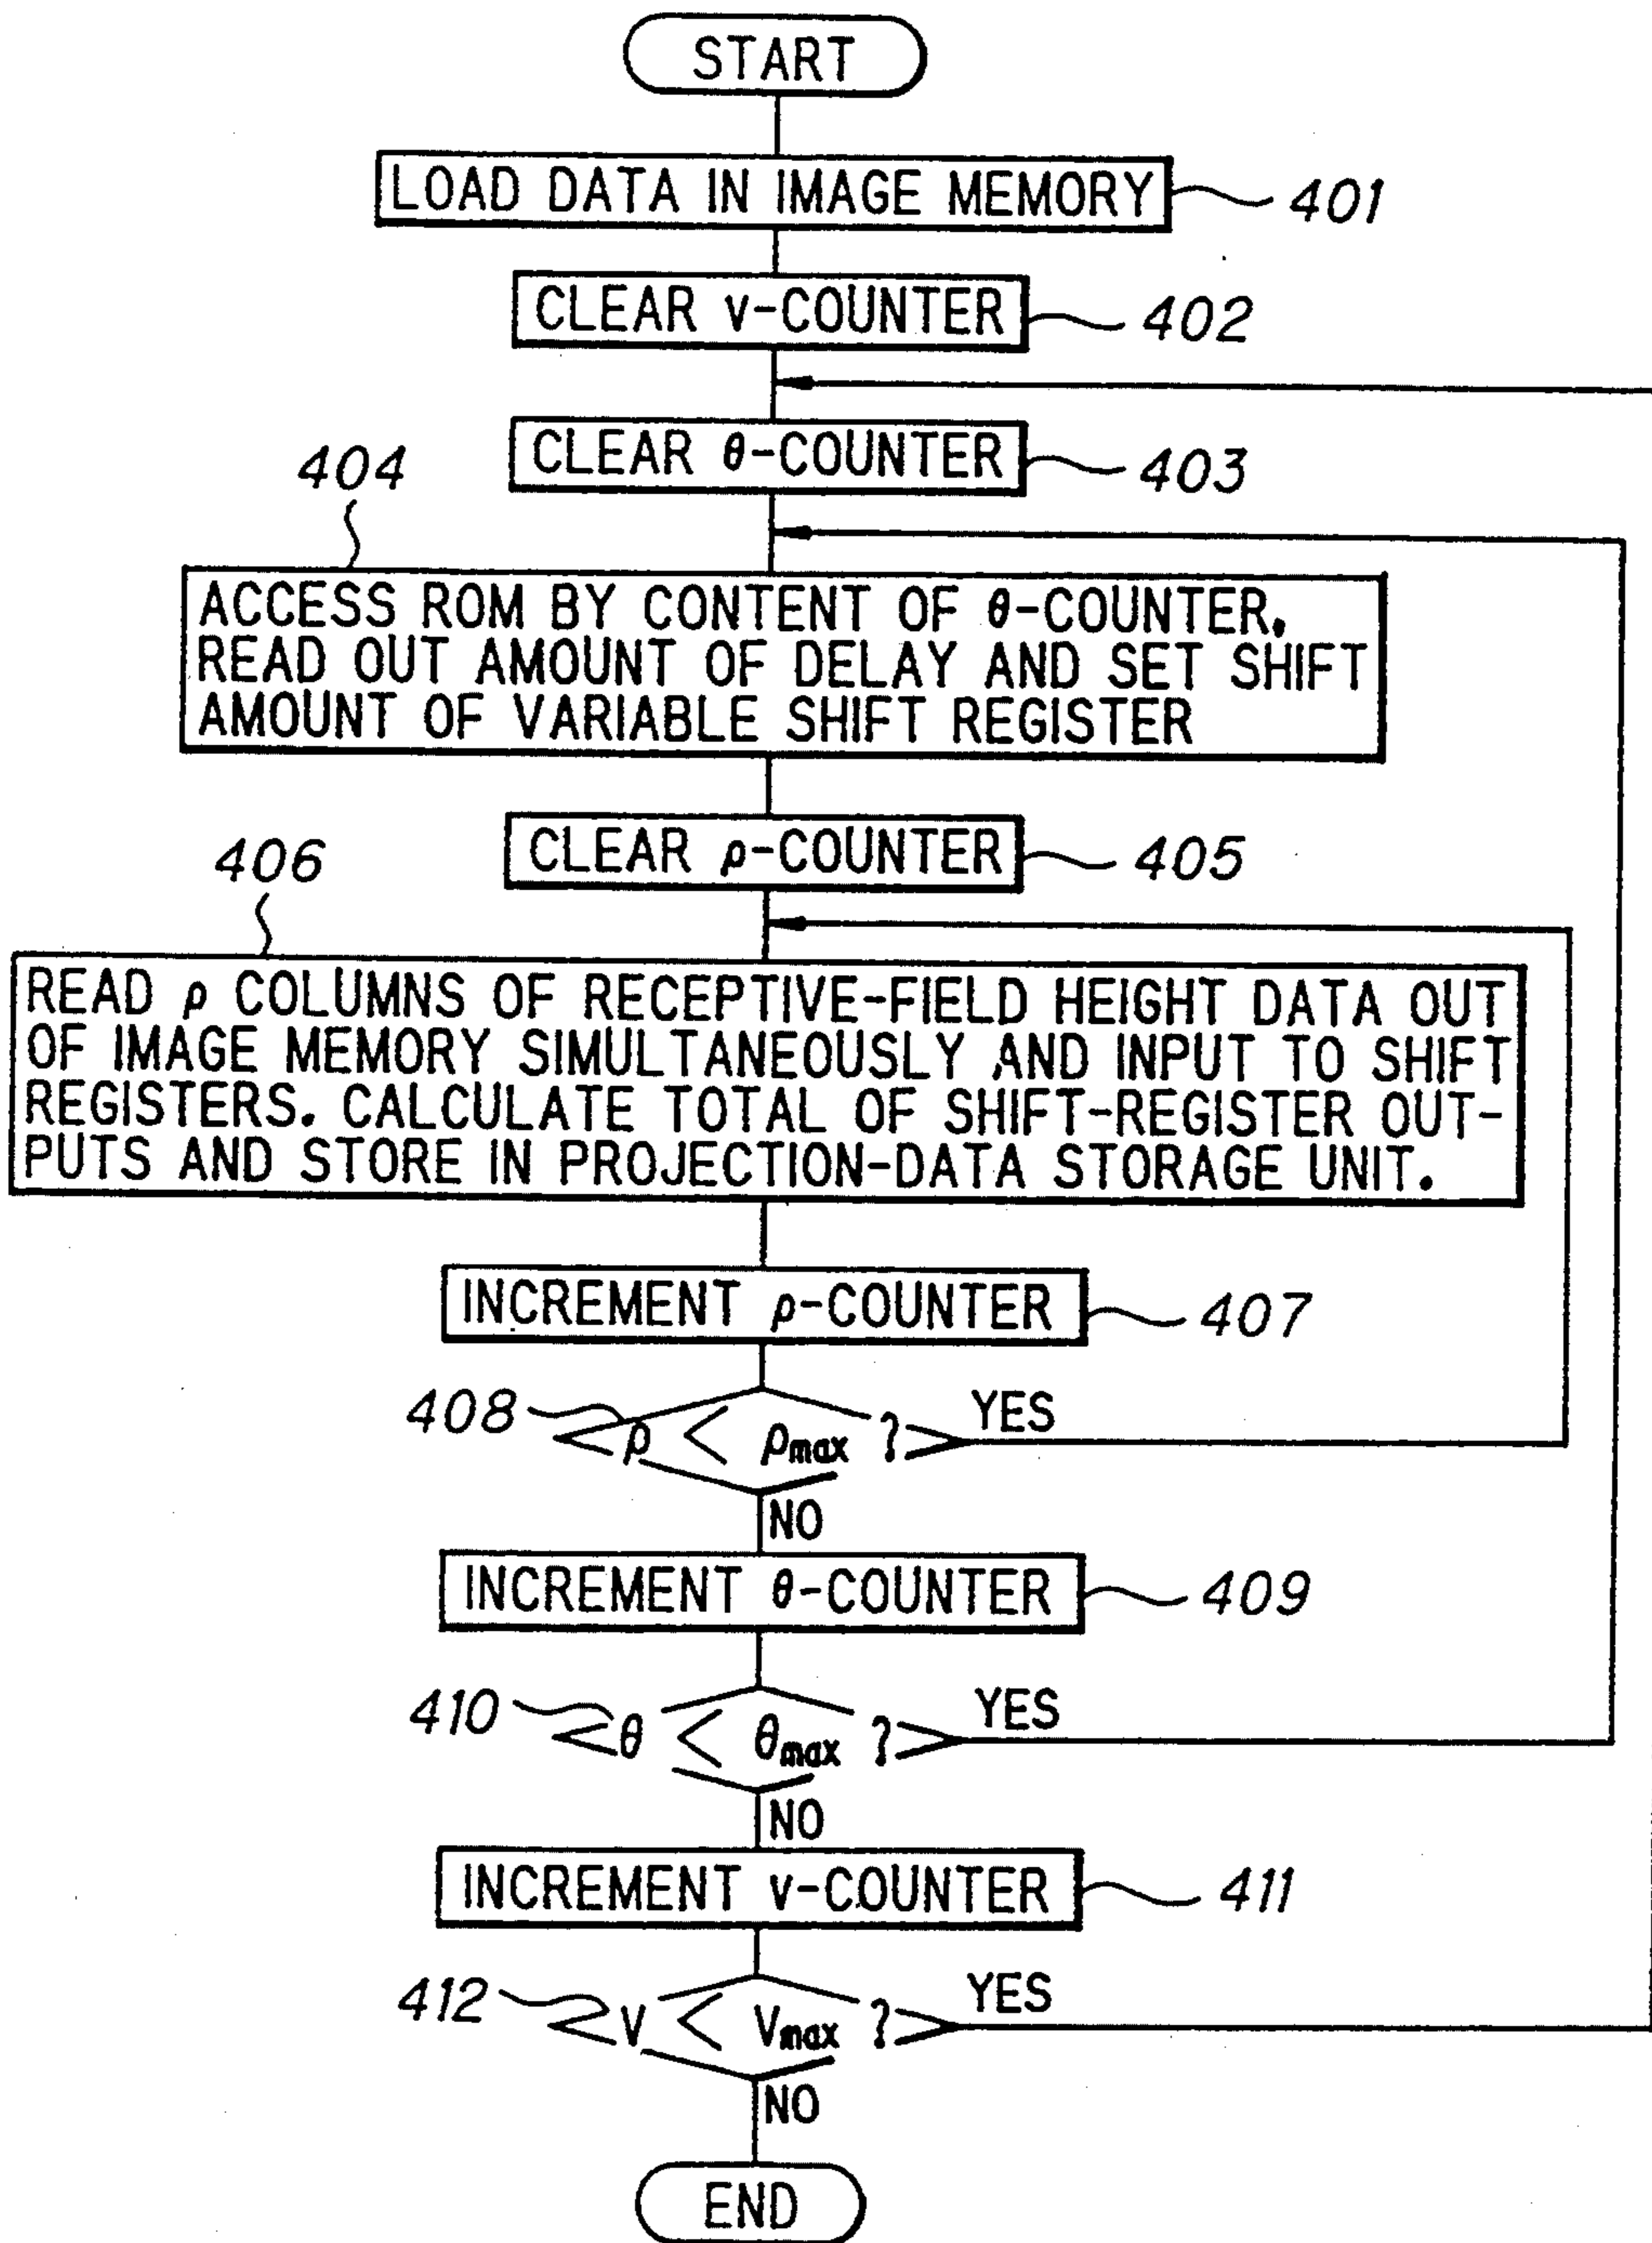 START
LOAD DATA IN IMAGE MEMORY
401
CLEAR v-COUNTER
402
CLEAR θ-COUNTER
403
404
ACCESS ROM BY CONTENT OF θ-COUNTER.
READ OUT AMOUNT OF DELAY AND SET SHIFT
AMOUNT OF VARIABLE SHIFT REGISTER
CLEAR ρ-COUNTER
405
406
READ ρ COLUMNS OF RECEPTIVE-FIELD HEIGHT DATA OUT
OF IMAGE MEMORY SIMULTANEOUSLY AND INPUT TO SHIFT
REGISTERS. CALCULATE TOTAL OF SHIFT-REGISTER OUT-
PUTS AND STORE IN PROJECTION-DATA STORAGE UNIT.
INCREMENT ρ-COUNTER
407
408
ρ < ρmax ?
YES
NO
INCREMENT θ-COUNTER
409
410
θ < θmax ?
YES
NO
INCREMENT v-COUNTER
411
412
v < vmax ?
YES
NO
END